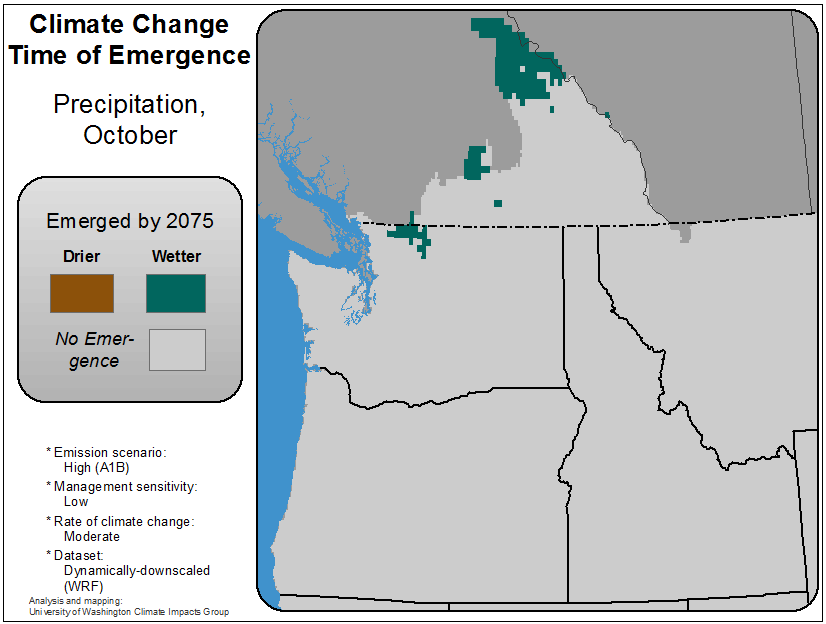 Climate Change
Time of Emergence
Precipitation,
October
Emerged by 2075
Drier Wetter
No Emer-
gence
* Emission scenario:
High (A1B)
* Management sensitivity:
Low
* Rate of climate change:
Moderate
* Dataset:
Dynamically-downscaled
(WRF)
Analysis and mapping:
University of Washington Climate Impacts Group